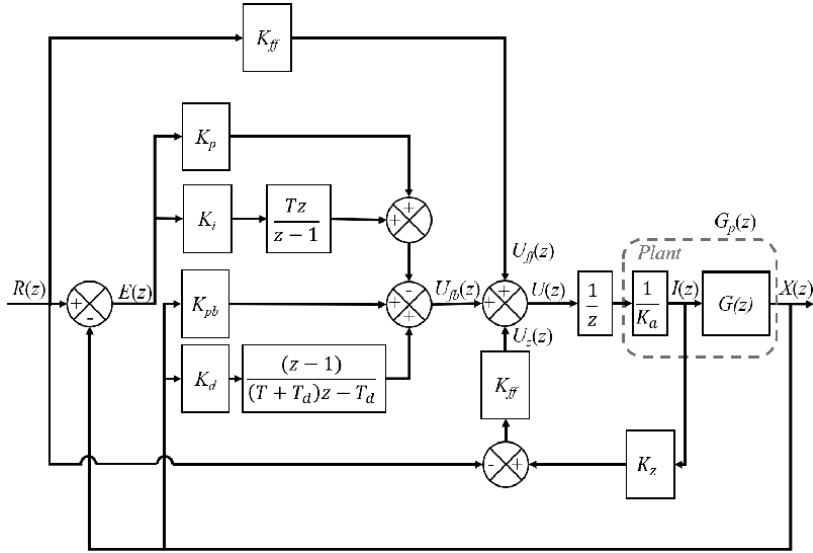 K_ff
K_p
K_i
Tz
z − 1
G_p(z)
U_ff(z)
Plant
R(z)
+
-
E(z)
K_pb
U_fb(z)
U(z)
1
z
1
K_a
I(z)
G(z)
X(z)
U_z(z)
K_d
(z − 1)
(T + T_d)z − T_d
K_ff
- +
K_z
+
+
-
-
+
+
+
+